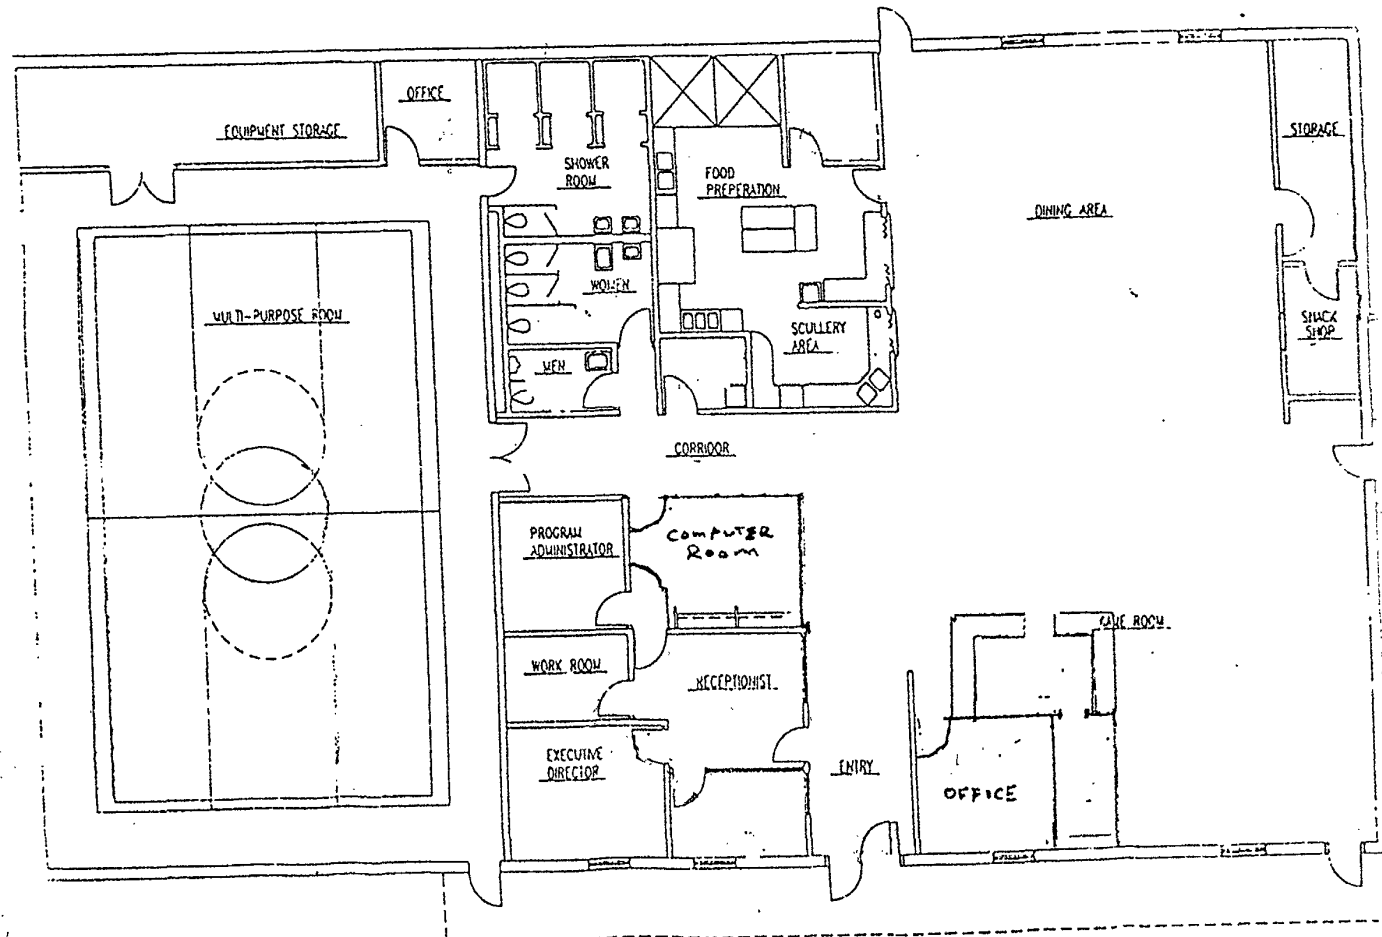 OFFICE
EQUIPMENT STORAGE
STORAGE
SHOWER
ROOM
FOOD
PREPERATION
DINING AREA
WOMEN
MULTI-PURPOSE ROOM
SCULLERY
AREA
SNACK
SHOP
MEN
CORRIDOR
PROGRAM
ADMINISTRATOR
COMPUTER
ROOM
GAME ROOM
WORK ROOM
RECEPTIONIST
EXECUTIVE
DIRECTOR
ENTRY
OFFICE